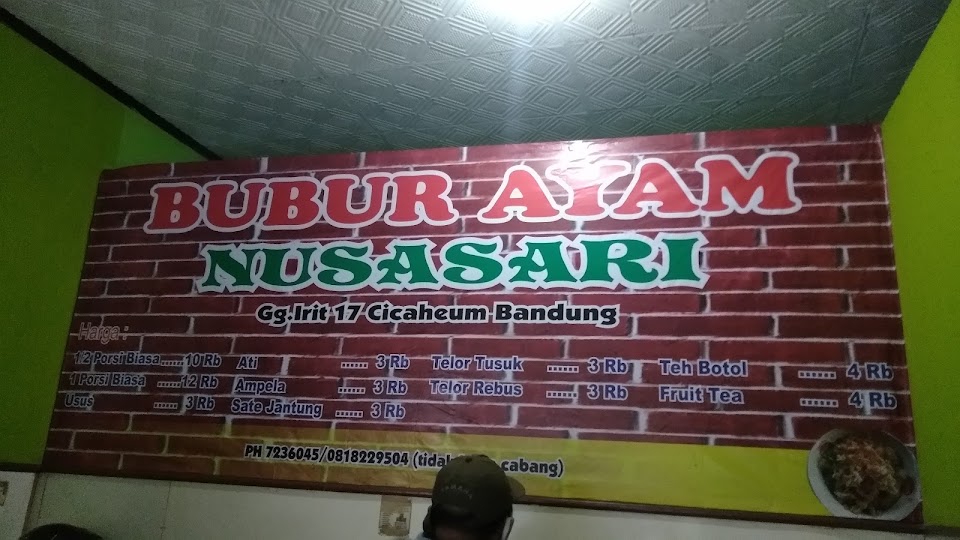 BUBUR AYAM
NUSASARI
Gg.Irit 17 Cicaheum Bandung
Harga :
1/2 Porsi Biasa......10 Rb Ati ...... 3 Rb Telor Tusuk ...... 3 Rb Teh Botol ...... 4 Rb
1 Porsi Biasa ......12 Rb Ampela ...... 3 Rb Telor Rebus ...... 3 Rb Fruit Tea ...... 4 Rb
Usus ...... 3 Rb Sate Jantung ...... 3 Rb
PH 7236045/0818229504 (tidak cabang)